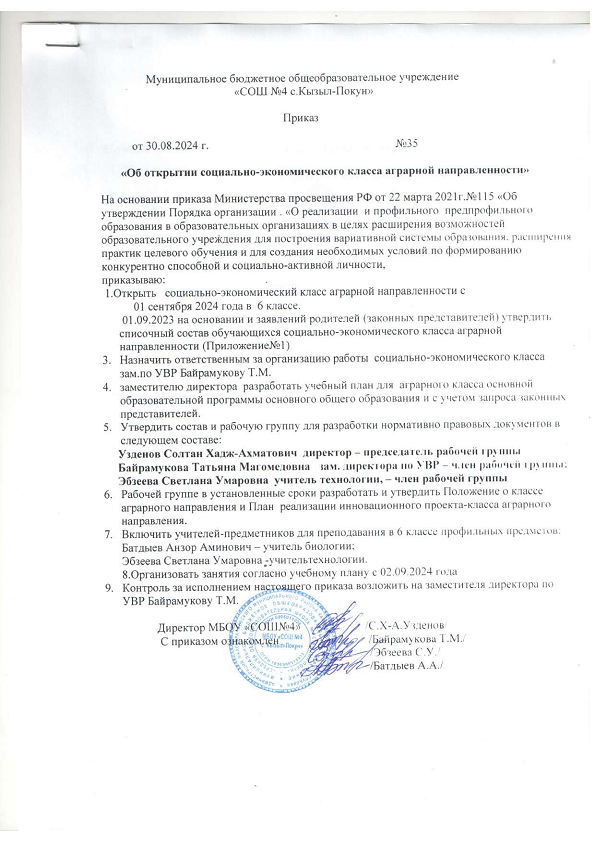 Муниципальное бюджетное общеобразовательное учреждение
«СОШ №4 с.Кызыл-Покун»
Приказ
от 30.08.2024 г. №35
«Об открытии социально-экономического класса аграрной направленности»
На основании приказа Министерства просвещения РФ от 22 марта 2021г.№115 «Об
утверждении Порядка организации . «О реализации и профильного предпрофильного
образования в образовательных организациях в целях расширения возможностей
образовательного учреждения для построения вариативной системы образования. расширения
практик целевого обучения и для создания необходимых условий по формированию
конкурентно способной и социально-активной личности,
приказываю:
1.Открыть социально-экономический класс аграрной направленности с
01 сентября 2024 года в 6 классе.
01.09.2023 на основании и заявлений родителей (законных представителей) утвердить
списочный состав обучающихся социально-экономического класса аграрной
направленности (Приложение№1)
3. Назначить ответственным за организацию работы социально-экономического класса
зам.по УВР Байрамукову Т.М.
4. заместителю директора разработать учебный план для аграрного класса основной
образовательной программы основного общего образования и с учетом запроса законных
представителей.
5. Утвердить состав и рабочую группу для разработки нормативно правовых документов в
следующем составе:
Узденов Солтан Хадж-Ахматович директор – председатель рабочей группы
Байрамукова Татьяна Магомедовна зам. директора по УВР – член рабочей группы;
Эбзеева Светлана Умаровна учитель технологии, – член рабочей группы
6. Рабочей группе в установленные сроки разработать и утвердить Положение о классе
аграрного направления и План реализации инновационного проекта-класса аграрного
направления.
7. Включить учителей-предметников для преподавания в 6 классе профильных предметов:
Батдыев Анзор Аминович – учитель биологии;
Эбзеева Светлана Умаровна -учительтехнологии.
8.Организовать занятия согласно учебному плану с 02.09.2024 года
9. Контроль за исполнением настоящего приказа возложить на заместителя директора по
УВР Байрамукову Т.М.
Директор МБОУ «СОШ№4» /С.Х-А.Узденов/
С приказом ознакомлен /Байрамукова Т.М./
/Эбзеева С.У./
/Батдыев А.А./
МБОУ «СОШ №4
с. Кызыл-Покун»